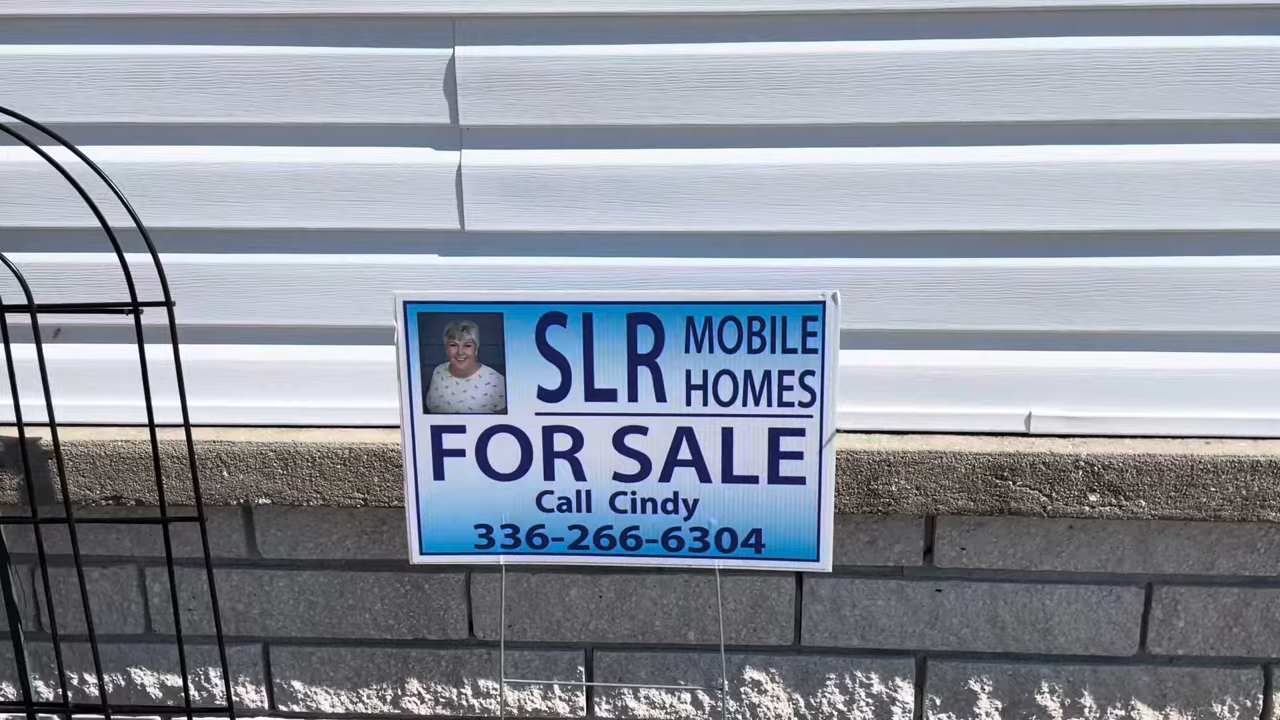 SLR MOBILE
HOMES
FOR SALE
Call Cindy
336-266-6304